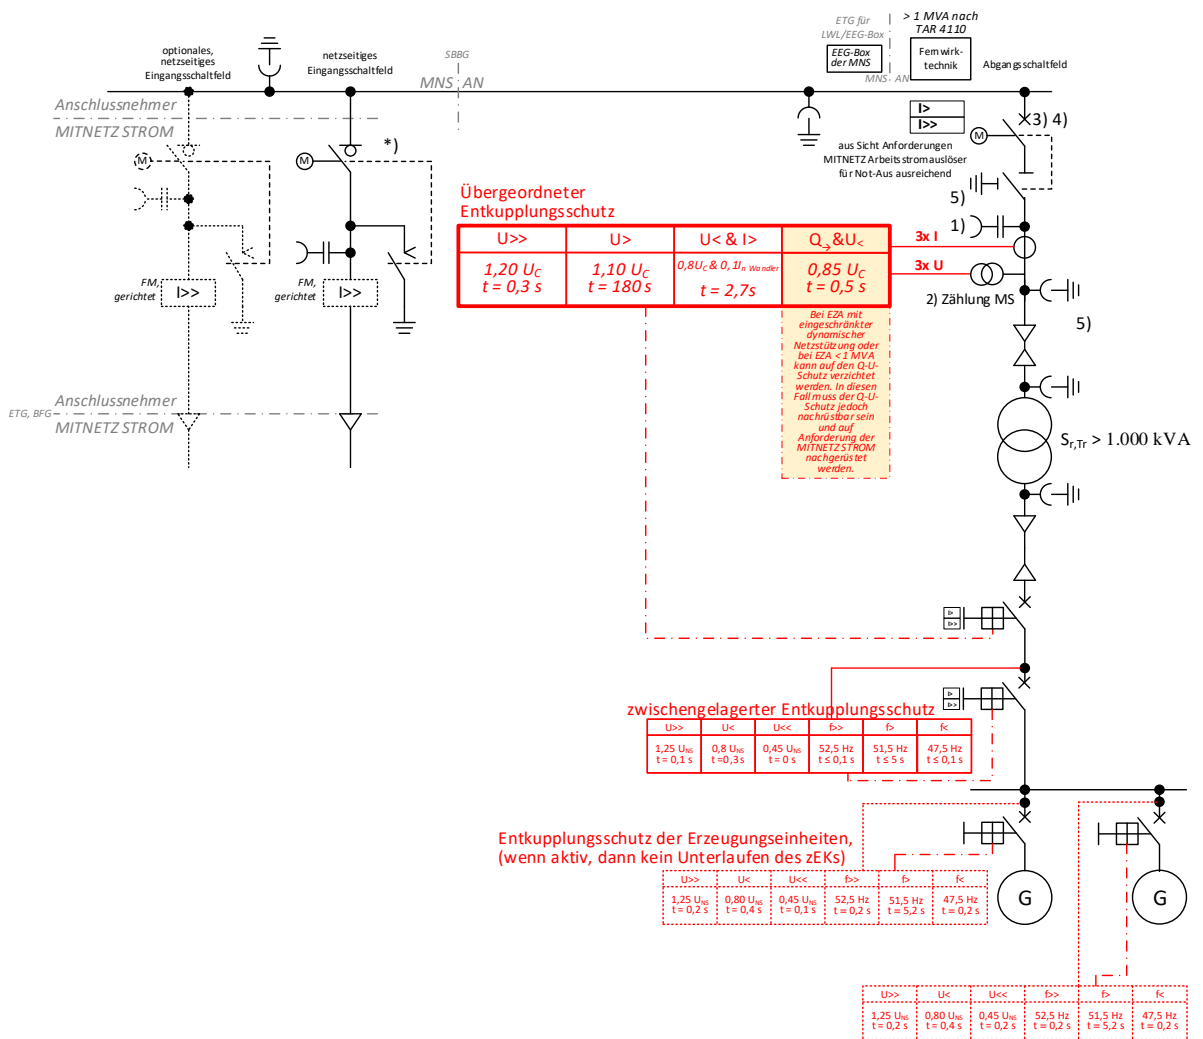 optionales,
netzseitiges
Eingangsschaltfeld
netzseitiges
Eingangsschaltfeld
SBBG
MNS
AN
ETG für
LWL/EEG-Box
EEG-Box
der MNS
MNS
AN
> 1 MVA nach
TAR 4110
Fernwirk-
technik
Abgangsschaltfeld
Anschlussnehmer
MITNETZ STROM
M
M
*)
I>
I>>
aus Sicht Anforderungen
MITNETZ Arbeitsstromauslöser
für Not-Aus ausreichend
M
3) 4)
5)
1)
Übergeordneter
Entkupplungsschutz
U>>
U>
U< & I>
Q→&U<
1,20 UC
t = 0,3 s
1,10 UC
t = 180 s
0,8UC & 0,1In Wandler
t = 2,7s
0,85 UC
t = 0,5 s
3x I
3x U
2) Zählung MS
5)
FM,
gerichtet
I>>
FM,
gerichtet
I>>
Bei EZA mit
eingeschränkter
dynamischer
Netzstützung oder
bei EZA < 1 MVA
kann auf den Q-U-
Schutz verzichtet
werden. In diesen
Fall muss der Q-U-
Schutz jedoch
nachrüstbar sein
und auf
Anforderung der
MITNETZ STROM
nachgerüstet
werden.
ETG, BFG
Anschlussnehmer
MITNETZ STROM
Sr,Tr > 1.000 kVA
I>
I>>
I>
I>>
zwischengelagerter Entkupplungsschutz
U>>
U<
U<<
f>>
f>
f<
1,25 UNS
t = 0,1 s
0,8 UNS
t =0,3 s
0,45 UNS
t = 0 s
52,5 Hz
t ≤ 0,1 s
51,5 Hz
t ≤ 5 s
47,5 Hz
t ≤ 0,1 s
Entkupplungsschutz der Erzeugungseinheiten,
(wenn aktiv, dann kein Unterlaufen des zEKs)
U>>
U<
U<<
f>>
f>
f<
1,25 UNS
t = 0,2 s
0,80 UNS
t = 0,4 s
0,45 UNS
t = 0,1 s
52,5 Hz
t = 0,2 s
51,5 Hz
t = 5,2 s
47,5 Hz
t = 0,2 s
G
G
U>>
U<
U<<
f>>
f>
f<
1,25 UNS
t = 0,2 s
0,80 UNS
t = 0,4 s
0,45 UNS
t = 0,2 s
52,5 Hz
t = 0,2 s
51,5 Hz
t = 5,2 s
47,5 Hz
t = 0,2 s